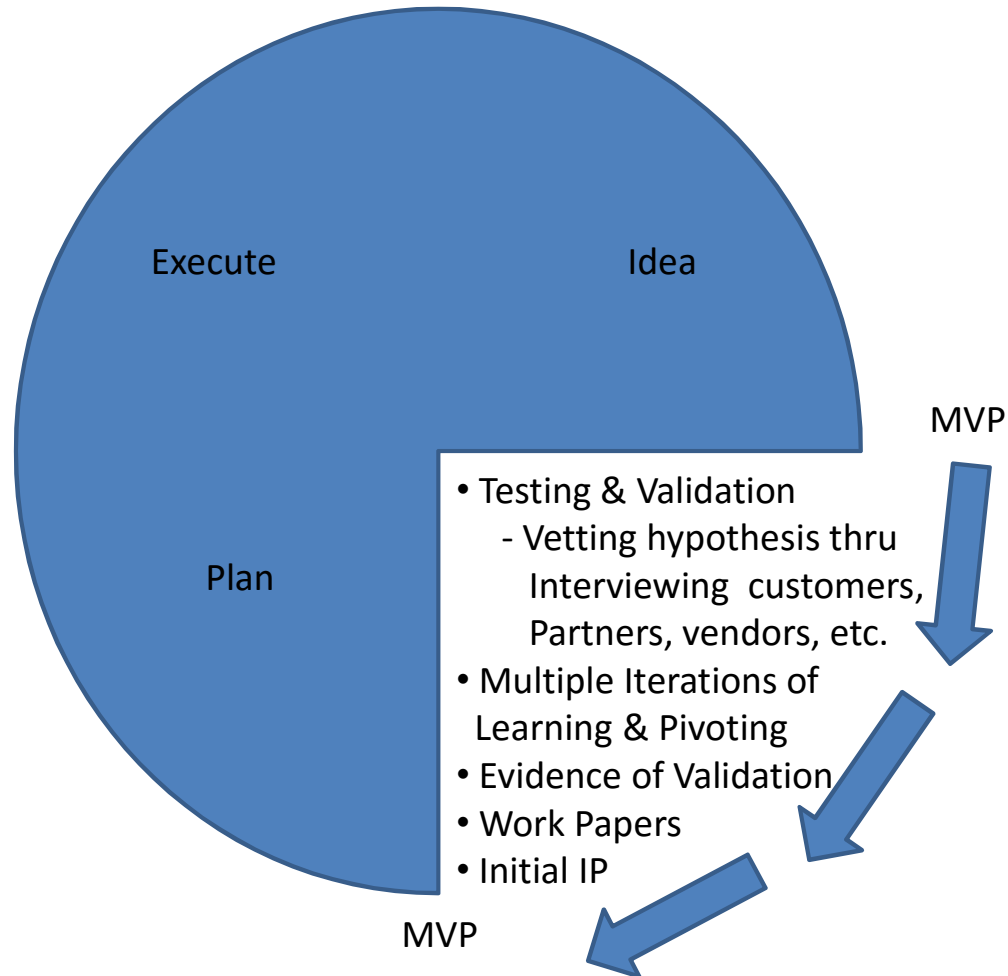 Execute
Idea
MVP
• Testing & Validation
- Vetting hypothesis thru
Interviewing customers,
Partners, vendors, etc.
Plan
• Multiple Iterations of
Learning & Pivoting
• Evidence of Validation
• Work Papers
• Initial IP
MVP